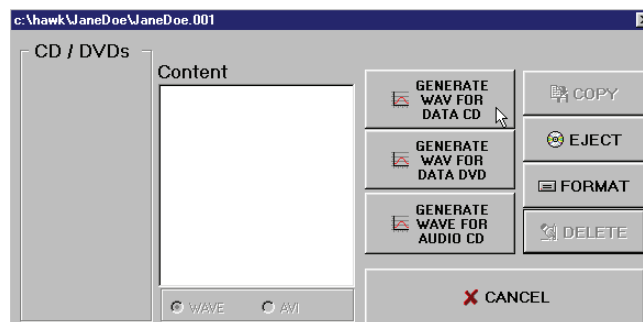 c:\hawk\JaneDoe\JaneDoe.001
CD / DVDs
Content
GENERATE
WAV FOR
DATA CD
GENERATE
WAV FOR
DATA DVD
GENERATE
WAVE FOR
AUDIO CD
COPY
EJECT
FORMAT
DELETE
WAVE
AVI
CANCEL